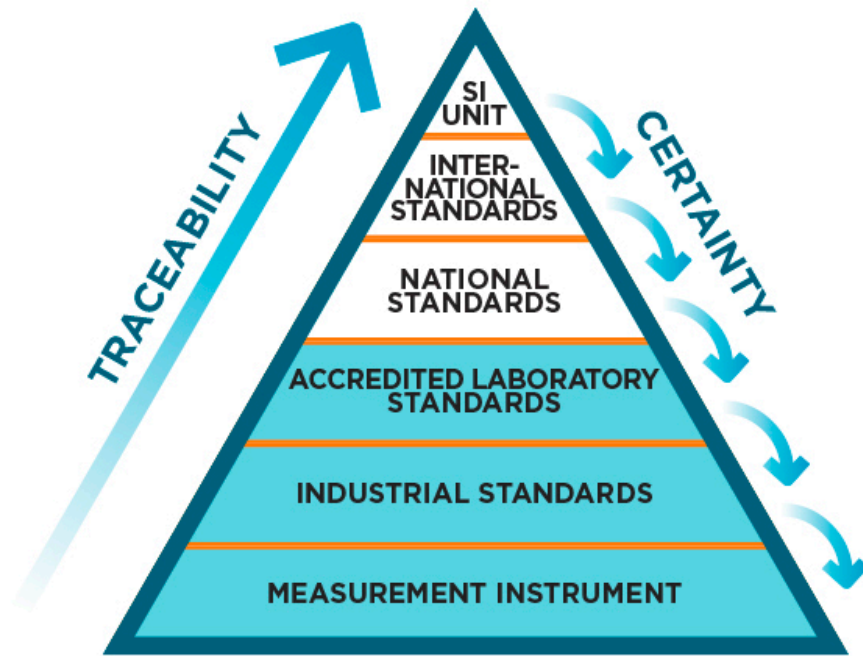 TRACEABILITY
CERTAINTY
SI
UNIT
INTER-
NATIONAL
STANDARDS
NATIONAL
STANDARDS
ACCREDITED LABORATORY
STANDARDS
INDUSTRIAL STANDARDS
MEASUREMENT INSTRUMENT